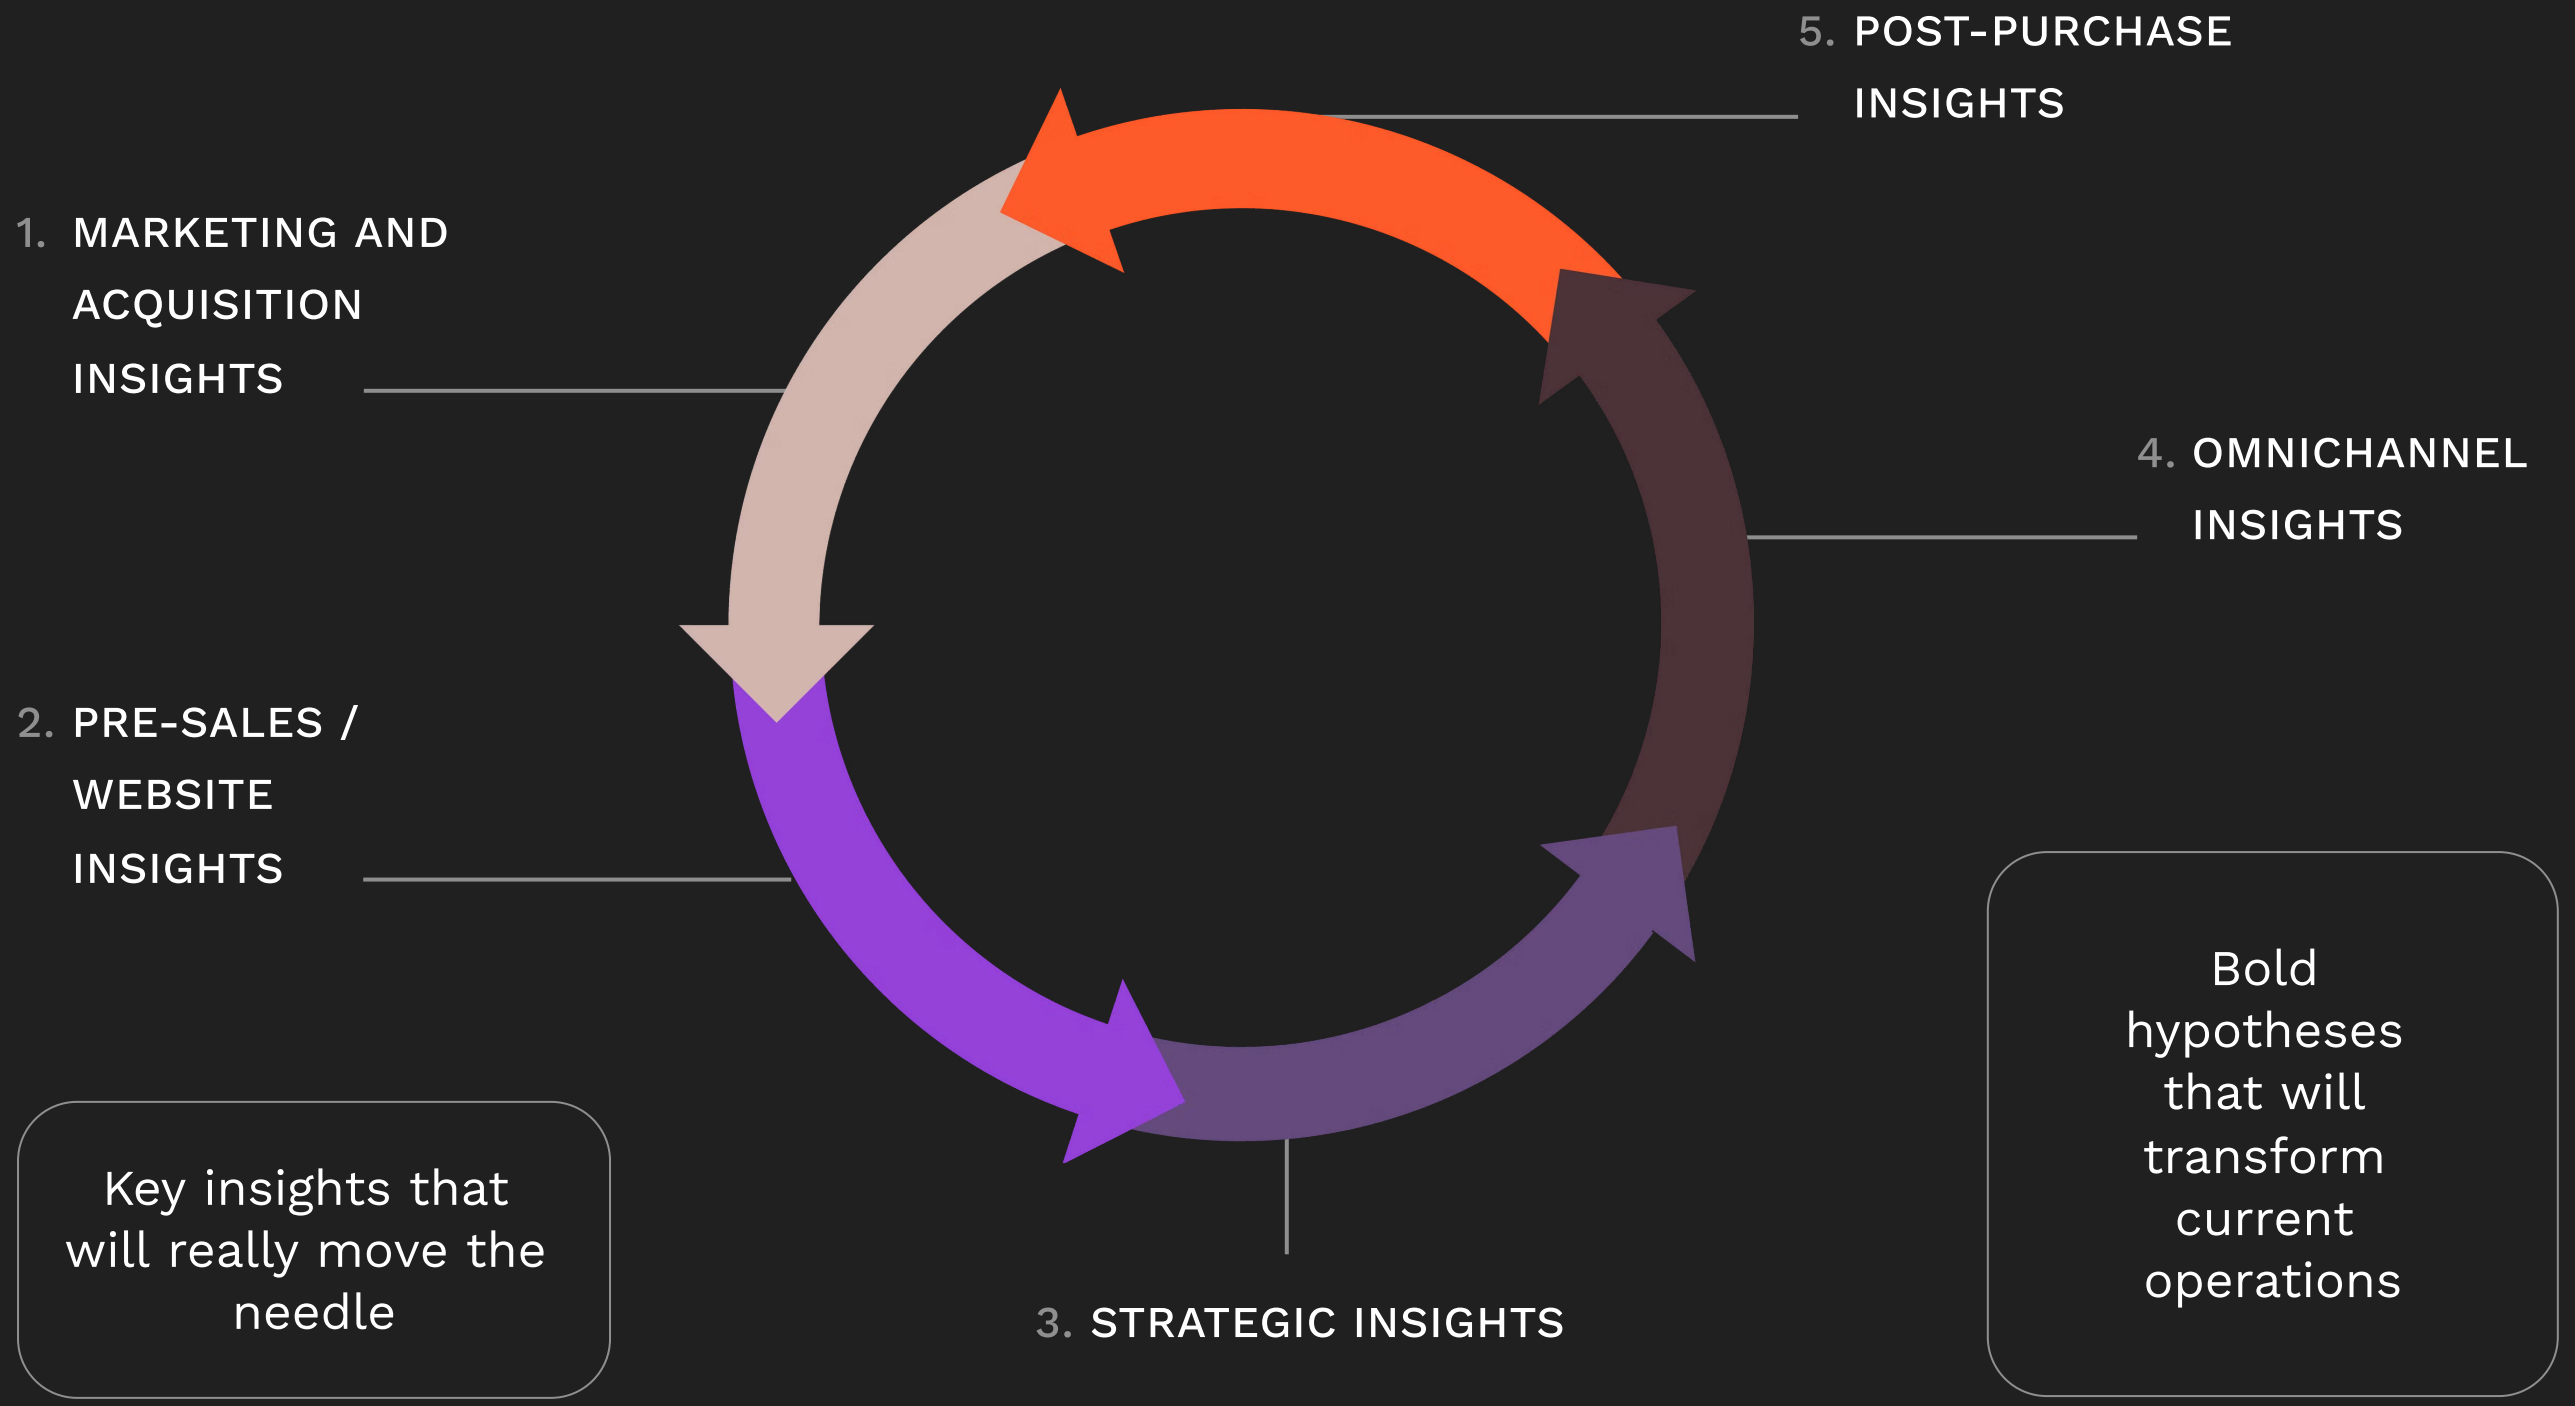 5. POST-PURCHASE
INSIGHTS
1. MARKETING AND
ACQUISITION
INSIGHTS
4. OMNICHANNEL
INSIGHTS
2. PRE-SALES /
WEBSITE
INSIGHTS
Bold
hypotheses
that will
transform
current
operations
Key insights that
will really move the
needle
3. STRATEGIC INSIGHTS